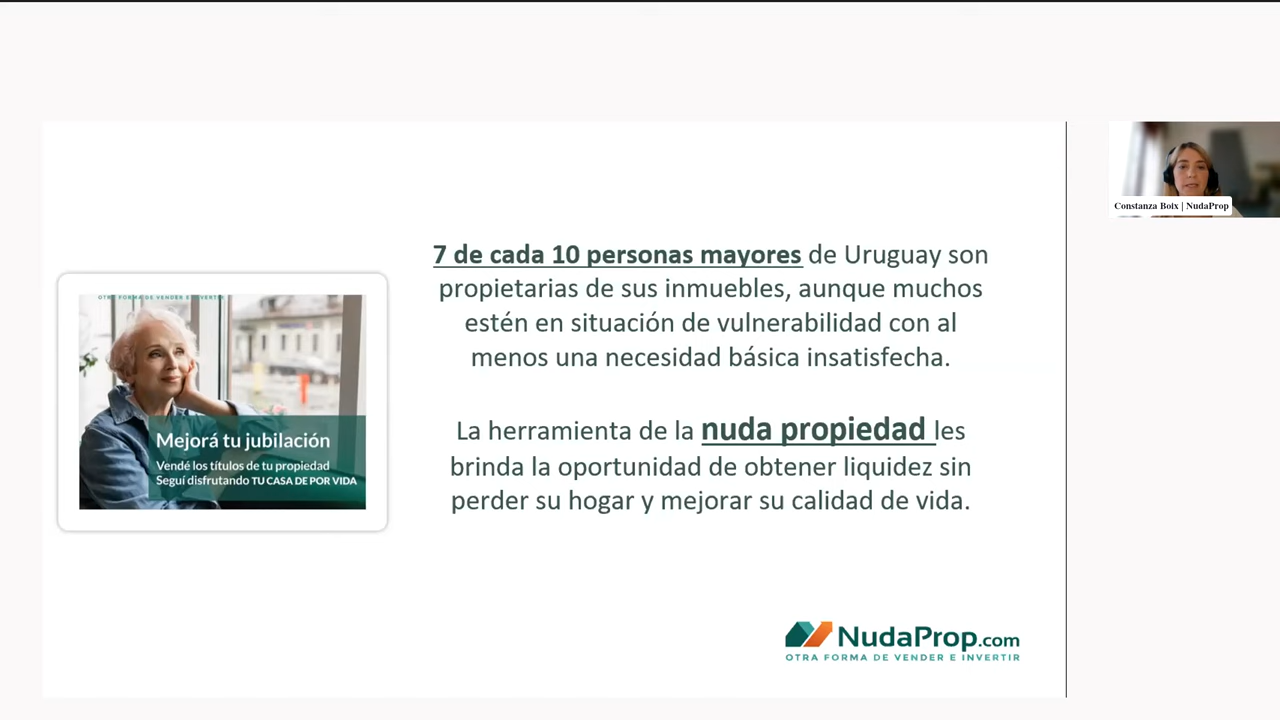 OTRA FORMA DE VENDER E INVERTIR
Mejorá tu jubilación
Vendé los títulos de tu propiedad
Seguí disfrutando TU CASA DE POR VIDA
7 de cada 10 personas mayores de Uruguay son
propietarias de sus inmuebles, aunque muchos
estén en situación de vulnerabilidad con al
menos una necesidad básica insatisfecha.
La herramienta de la nuda propiedad les
brinda la oportunidad de obtener liquidez sin
perder su hogar y mejorar su calidad de vida.
NudaProp.com
OTRA FORMA DE VENDER E INVERTIR
Constanza Boix | NudaProp